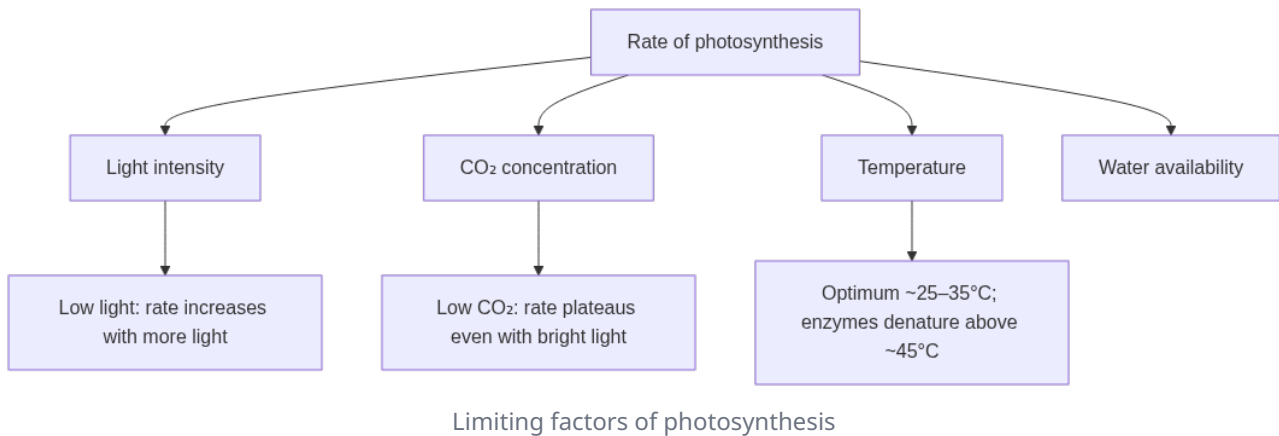 Rate of photosynthesis
Light intensity
CO₂ concentration
Temperature
Water availability
Low light: rate increases
with more light
Low CO₂: rate plateaus
even with bright light
Optimum ~25–35°C;
enzymes denature above
~45°C
Limiting factors of photosynthesis